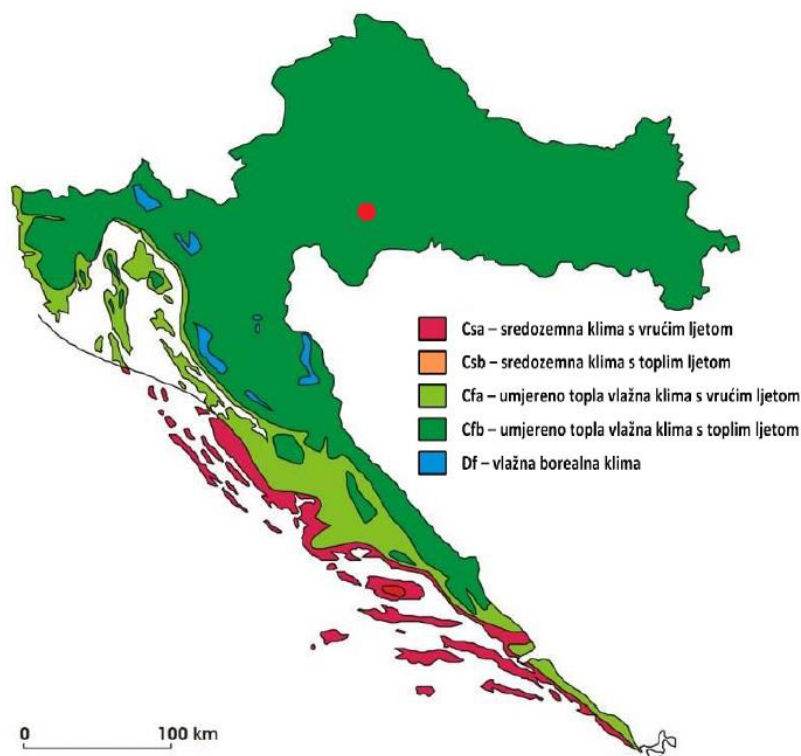 Csa – sredozemna klima s vrućim ljetom
Csb – sredozemna klima s toplim ljetom
Cfa – umjereno topla vlažna klima s vrućim ljetom
Cfb – umjereno topla vlažna klima s toplim ljetom
Df – vlažna borealna klima
0 100 km